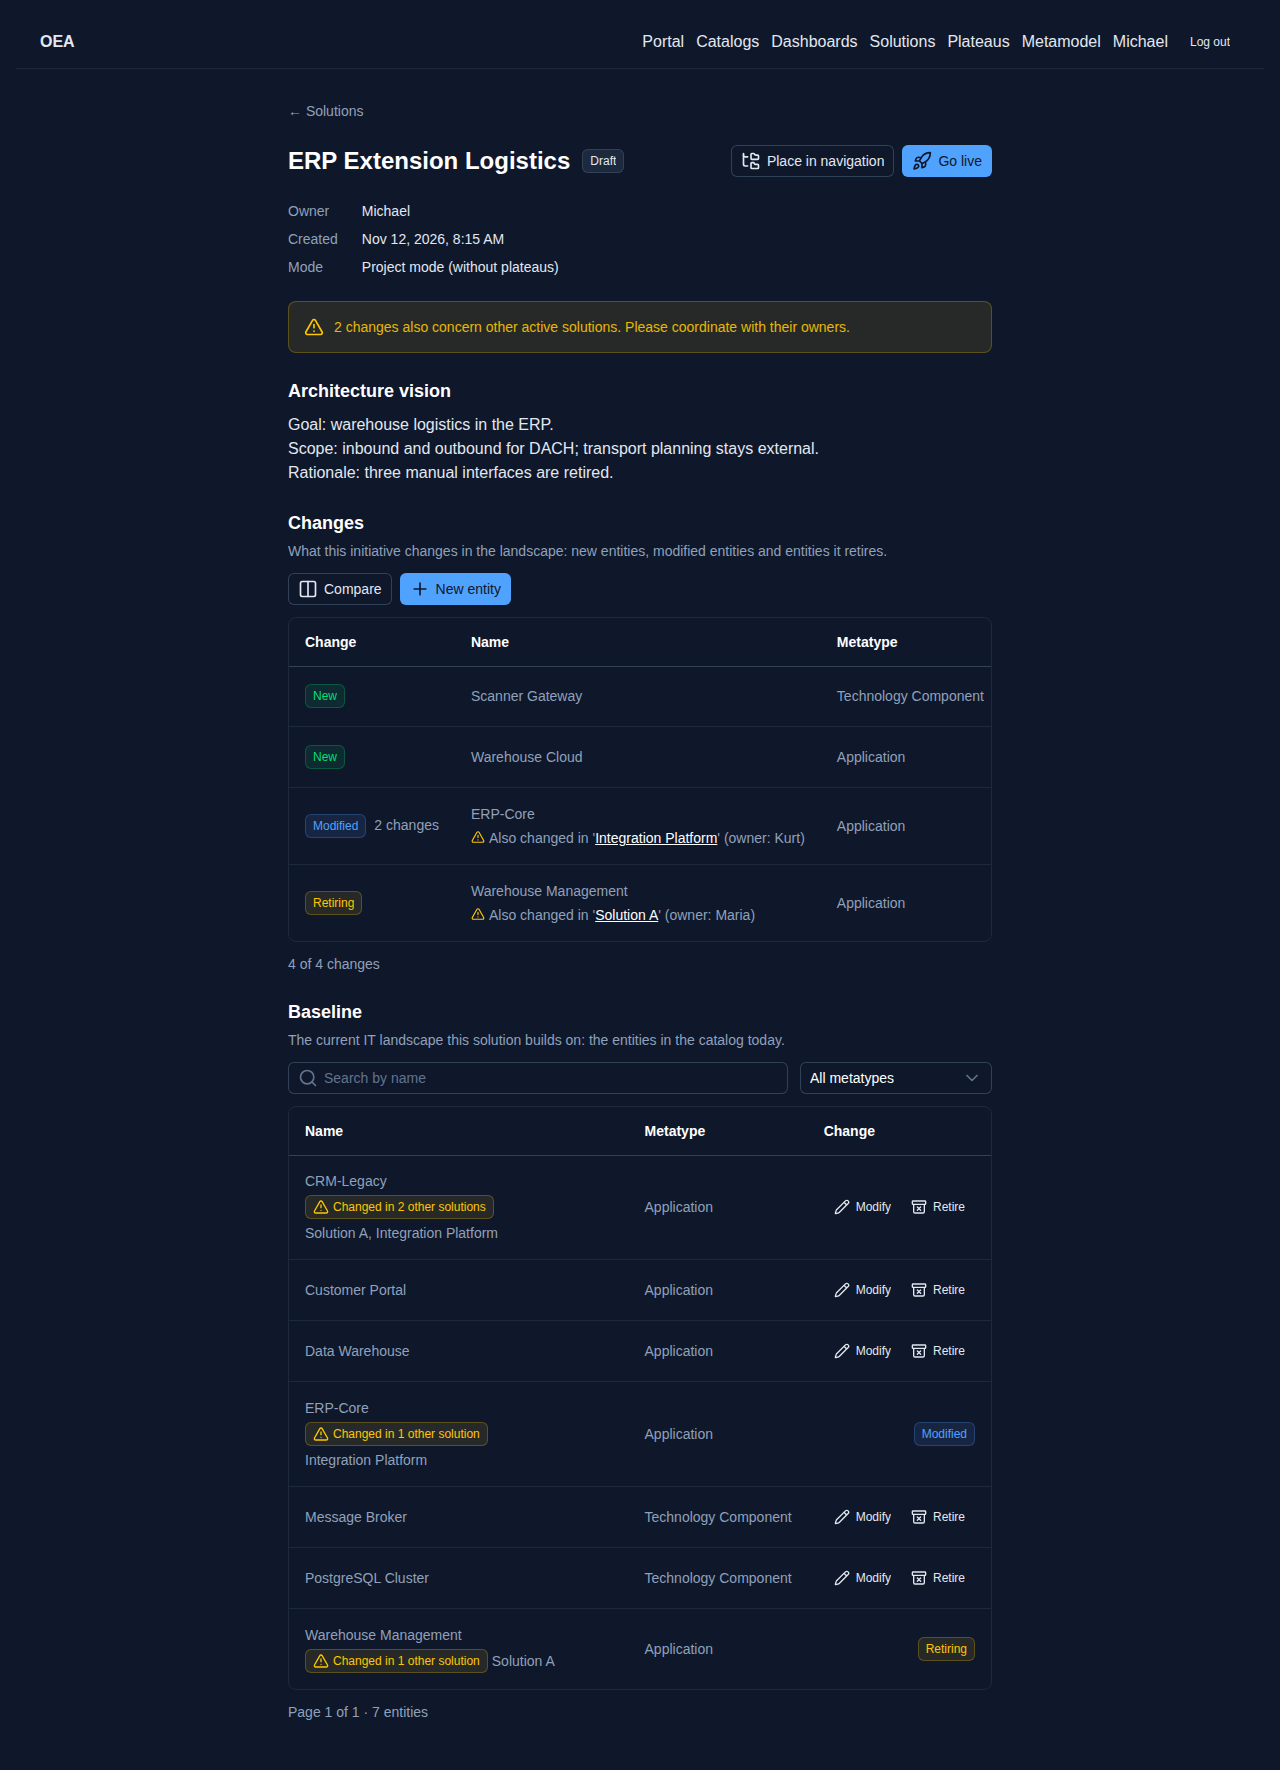 OEA
Portal Catalogs Dashboards Solutions Plateaus Metamodel Michael Log out
← Solutions
ERP Extension Logistics Draft Place in navigation Go live
Owner Michael
Created Nov 12, 2026, 8:15 AM
Mode Project mode (without plateaus)
2 changes also concern other active solutions. Please coordinate with their owners.
Architecture vision
Goal: warehouse logistics in the ERP.
Scope: inbound and outbound for DACH; transport planning stays external.
Rationale: three manual interfaces are retired.
Changes
What this initiative changes in the landscape: new entities, modified entities and entities it retires.
Compare New entity
Change Name Metatype
New Scanner Gateway Technology Component
New Warehouse Cloud Application
Modified 2 changes ERP-Core Application
Also changed in 'Integration Platform' (owner: Kurt)
Retiring Warehouse Management Application
Also changed in 'Solution A' (owner: Maria)
4 of 4 changes
Baseline
The current IT landscape this solution builds on: the entities in the catalog today.
Search by name All metatypes
Name Metatype Change
CRM-Legacy
Changed in 2 other solutions Application Modify Retire
Solution A, Integration Platform
Customer Portal Application Modify Retire
Data Warehouse Application Modify Retire
ERP-Core
Changed in 1 other solution Application Modified
Integration Platform
Message Broker Technology Component Modify Retire
PostgreSQL Cluster Technology Component Modify Retire
Warehouse Management Application Retiring
Changed in 1 other solution Solution A
Page 1 of 1 · 7 entities